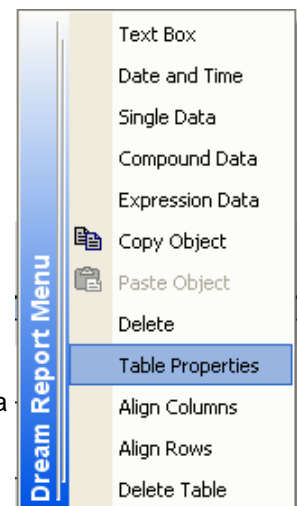 Text Box
Date and Time
Single Data
Compound Data
Expression Data
Copy Object
Paste Object
Delete
Table Properties
Align Columns
Align Rows
Delete Table
Dream Report Menu
a